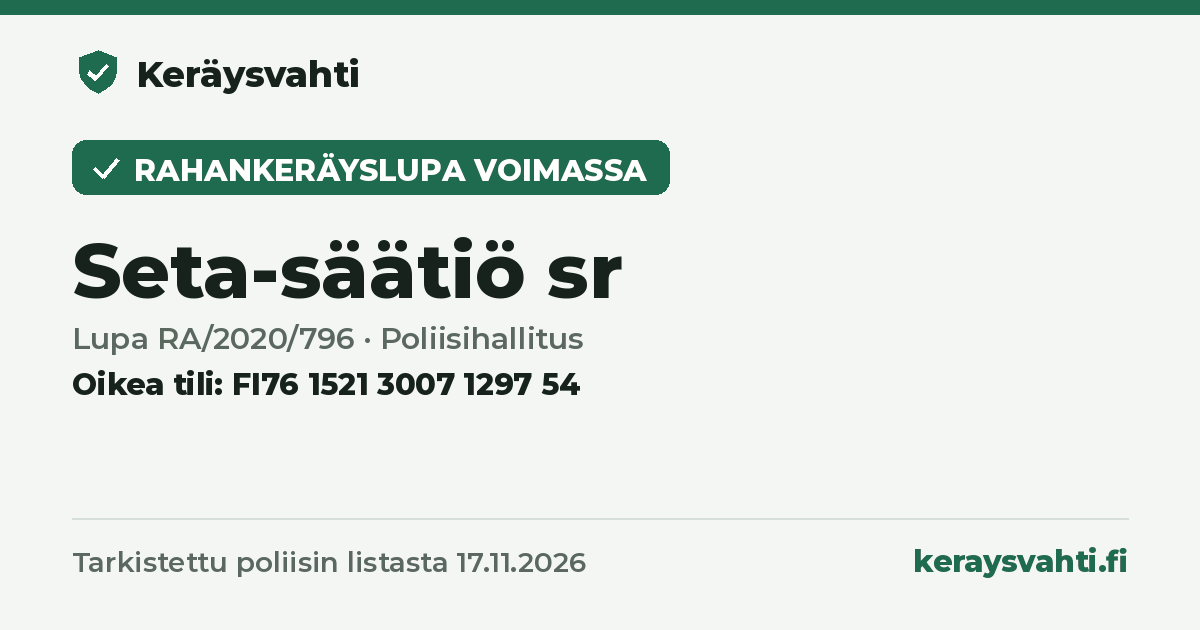 Keräysvahti
RAHANKERÄYSLUPA VOIMASSA
Seta-säätiö sr
Lupa RA/2020/796 · Poliisihallitus
Oikea tili: FI76 1521 3007 1297 54
Tarkistettu poliisin listasta 17.11.2026
keraysvahti.fi